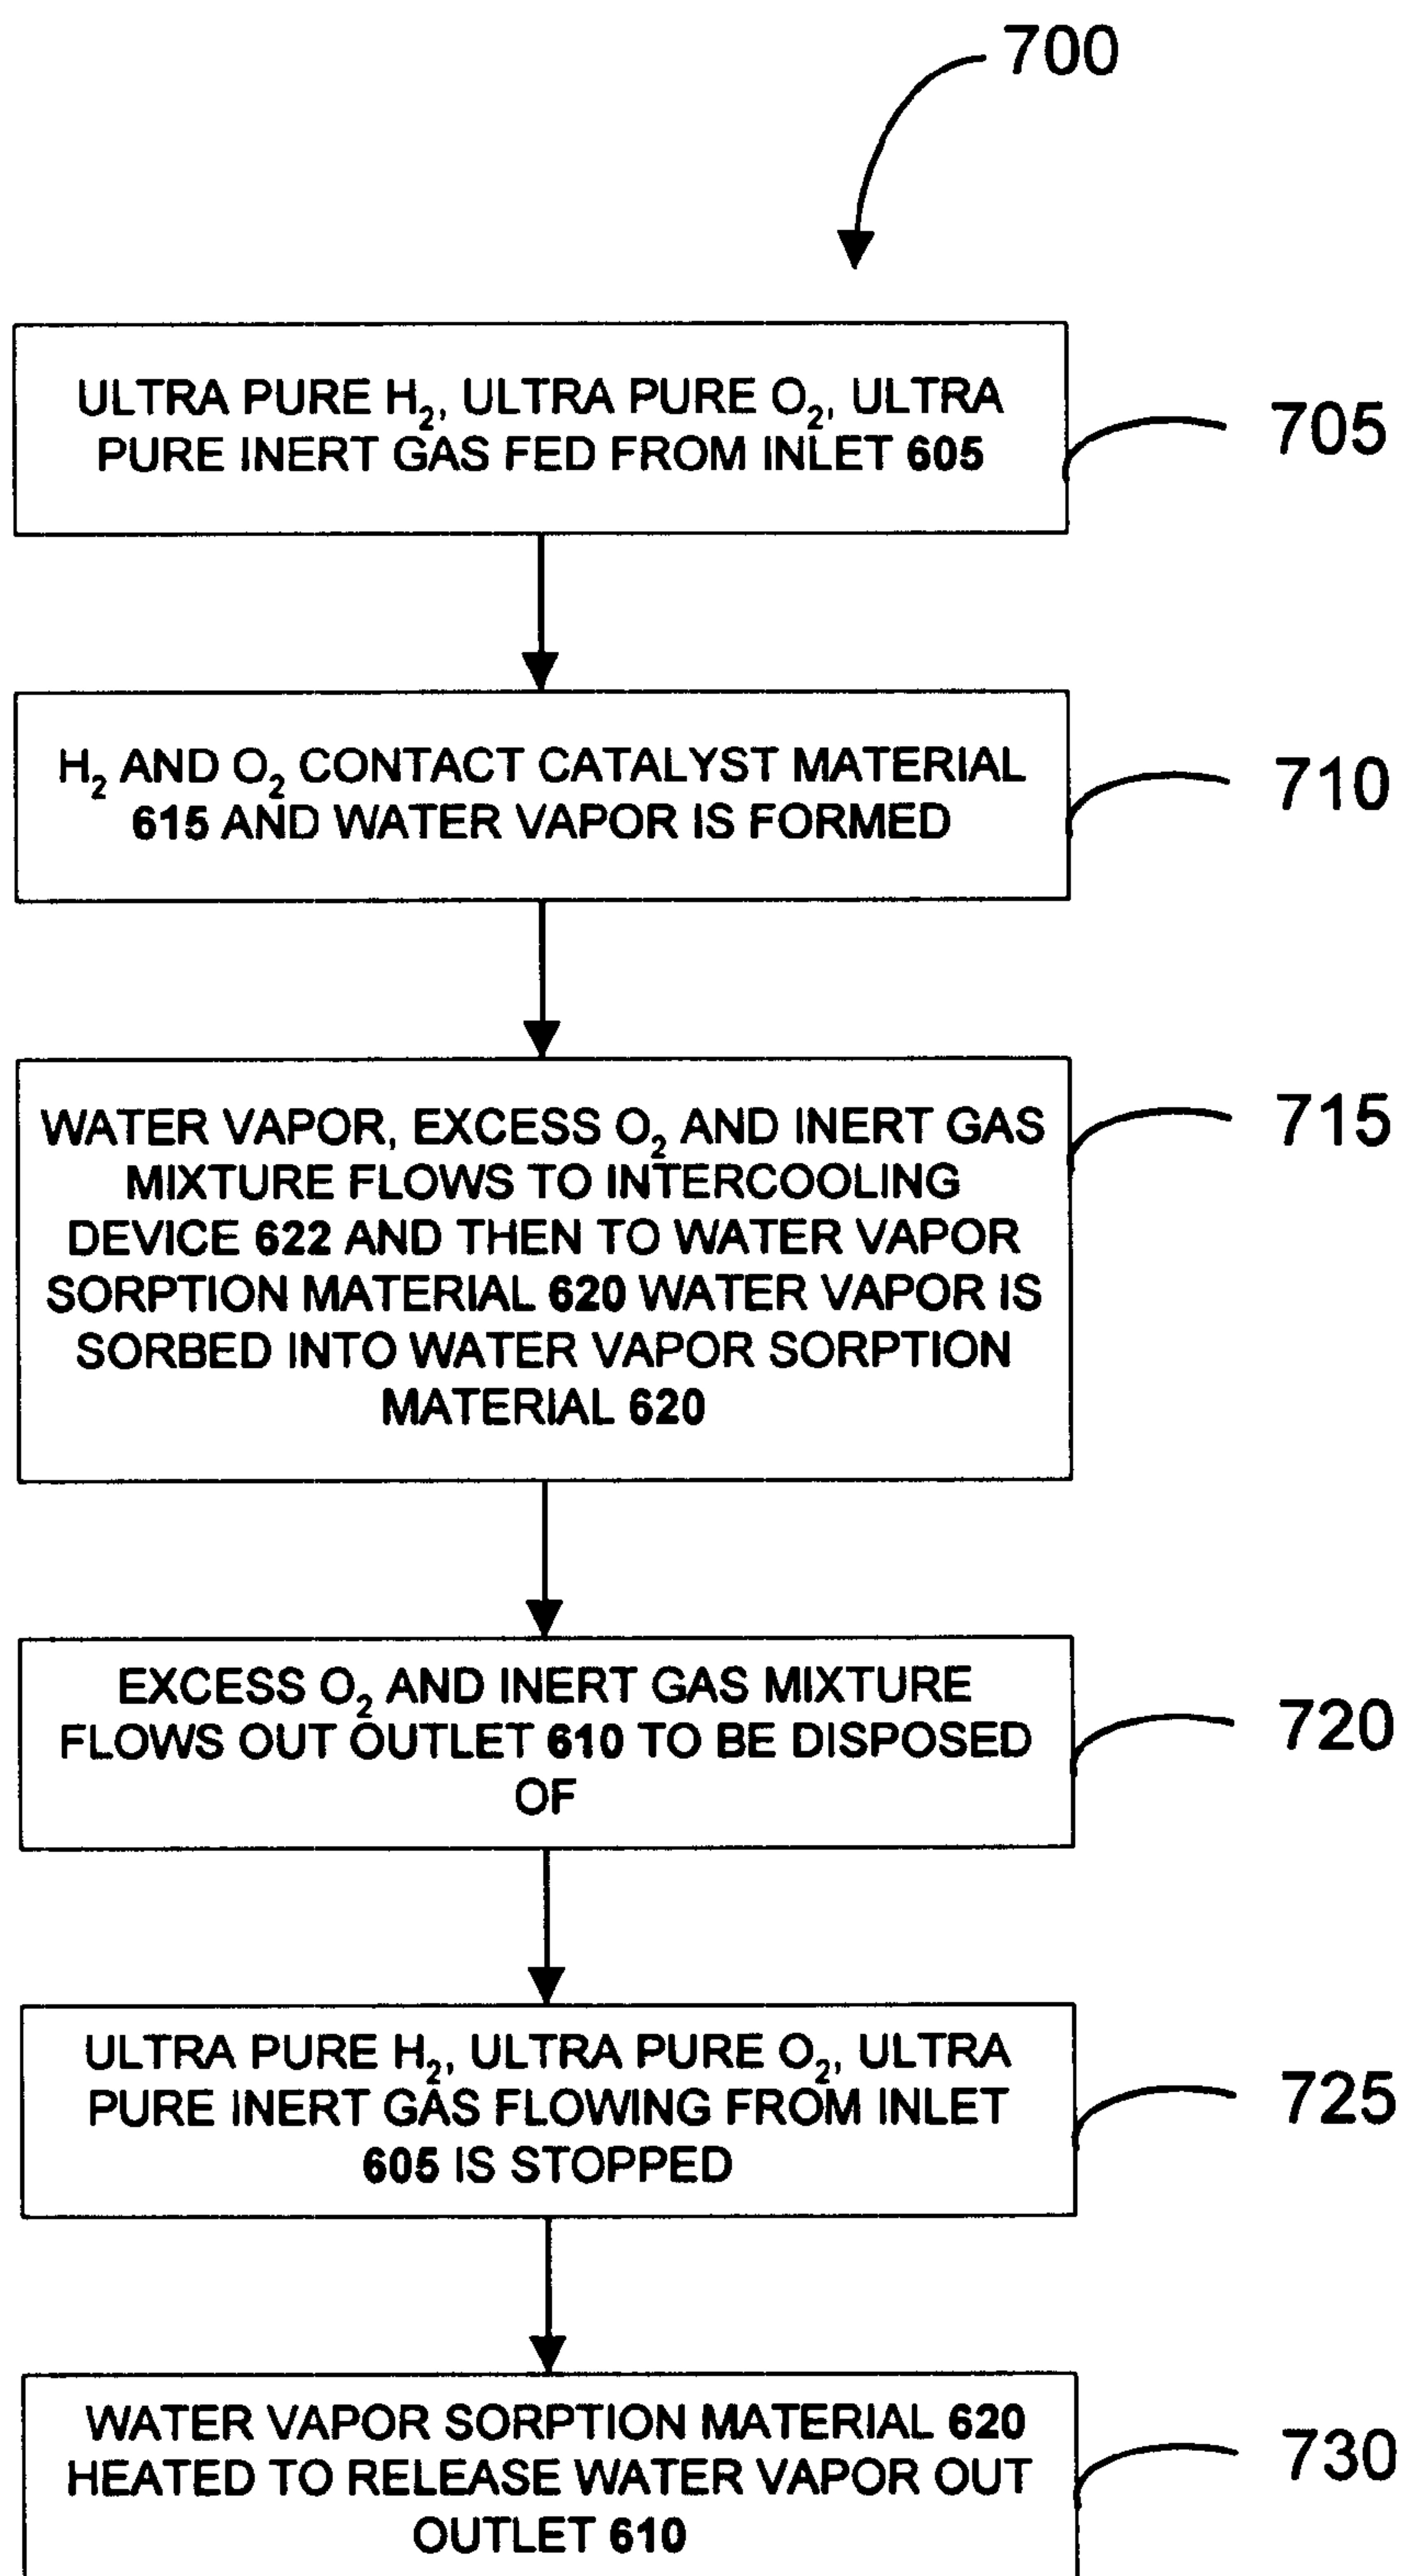 700
ULTRA PURE H₂, ULTRA PURE O₂, ULTRA
PURE INERT GAS FED FROM INLET 605
705
H₂ AND O₂ CONTACT CATALYST MATERIAL
615 AND WATER VAPOR IS FORMED
710
WATER VAPOR, EXCESS O₂ AND INERT GAS
MIXTURE FLOWS TO INTERCOOLING
DEVICE 622 AND THEN TO WATER VAPOR
SORPTION MATERIAL 620 WATER VAPOR IS
SORBED INTO WATER VAPOR SORPTION
MATERIAL 620
715
EXCESS O₂ AND INERT GAS MIXTURE
FLOWS OUT OUTLET 610 TO BE DISPOSED
OF
720
ULTRA PURE H₂, ULTRA PURE O₂, ULTRA
PURE INERT GAS FLOWING FROM INLET
605 IS STOPPED
725
WATER VAPOR SORPTION MATERIAL 620
HEATED TO RELEASE WATER VAPOR OUT
OUTLET 610
730